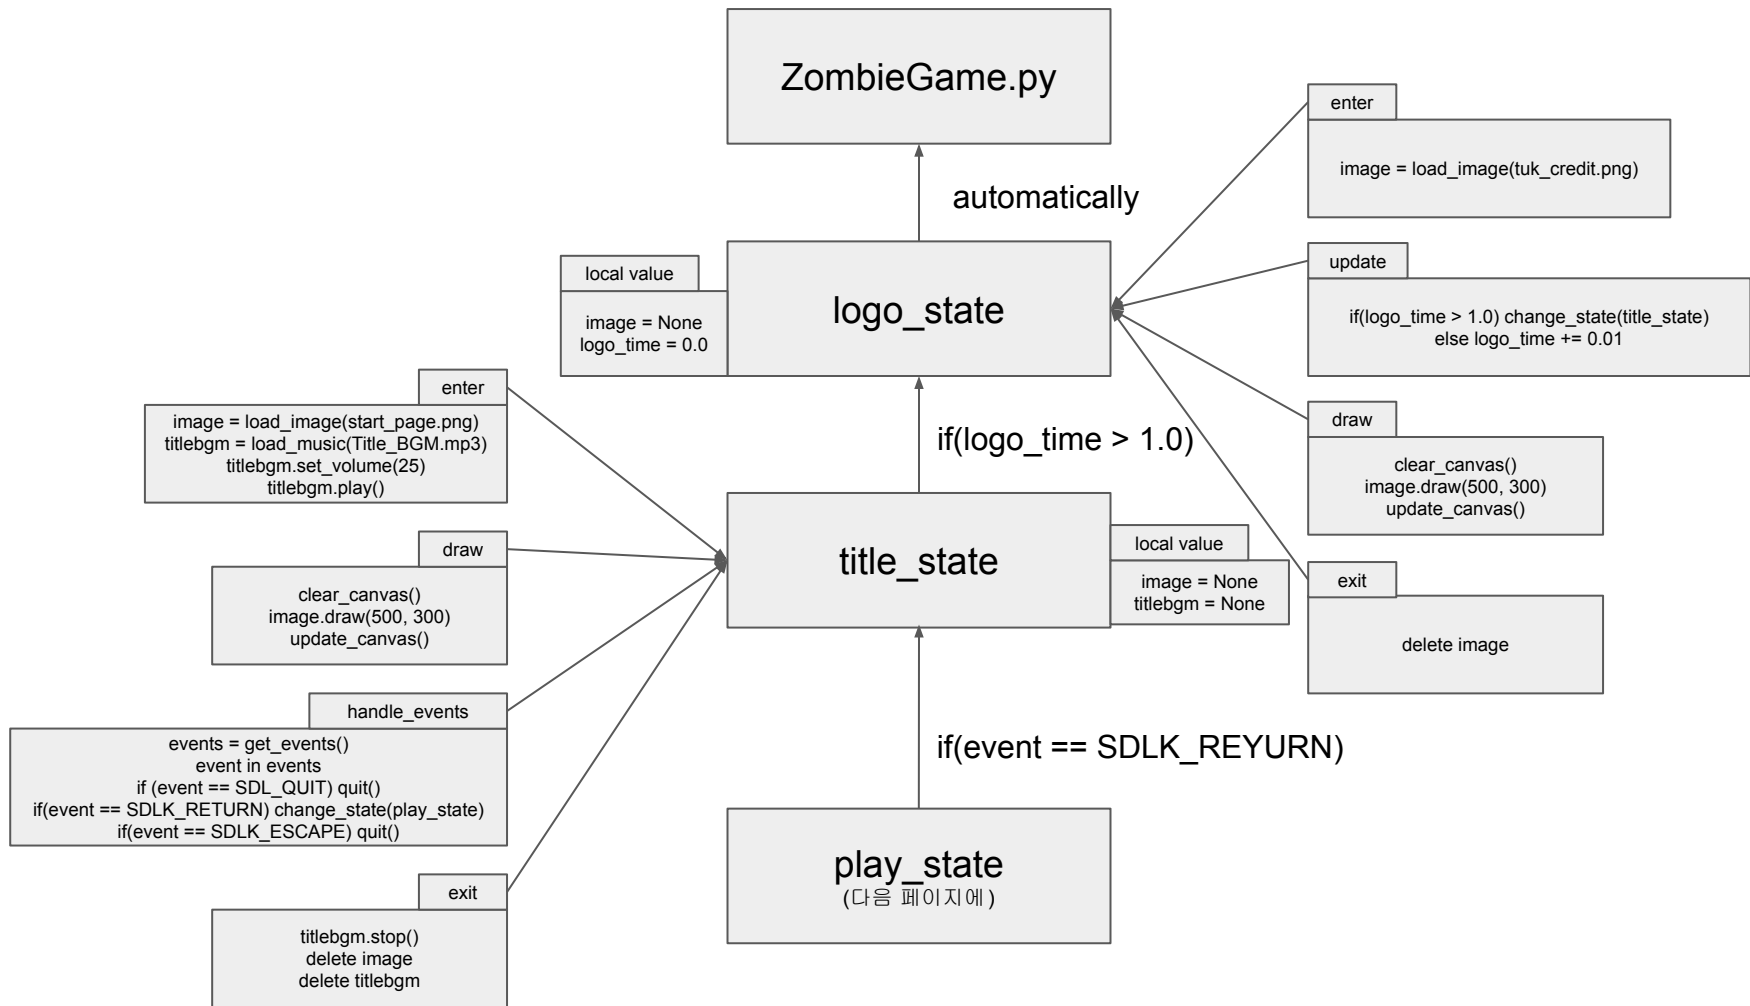 ZombieGame.py
automatically
logo_state
local value
image = None
logo_time = 0.0
enter
image = load_image(tuk_credit.png)
update
if(logo_time > 1.0) change_state(title_state)
else logo_time += 0.01
draw
clear_canvas()
image.draw(500, 300)
update_canvas()
exit
delete image
if(logo_time > 1.0)
title_state
local value
image = None
titlebgm = None
enter
image = load_image(start_page.png)
titlebgm = load_music(Title_BGM.mp3)
titlebgm.set_volume(25)
titlebgm.play()
draw
clear_canvas()
image.draw(500, 300)
update_canvas()
handle_events
events = get_events()
event in events
if (event == SDL_QUIT) quit()
if(event == SDLK_RETURN) change_state(play_state)
if(event == SDLK_ESCAPE) quit()
exit
titlebgm.stop()
delete image
delete titlebgm
if(event == SDLK_REYURN)
play_state
(다음 페이지에)